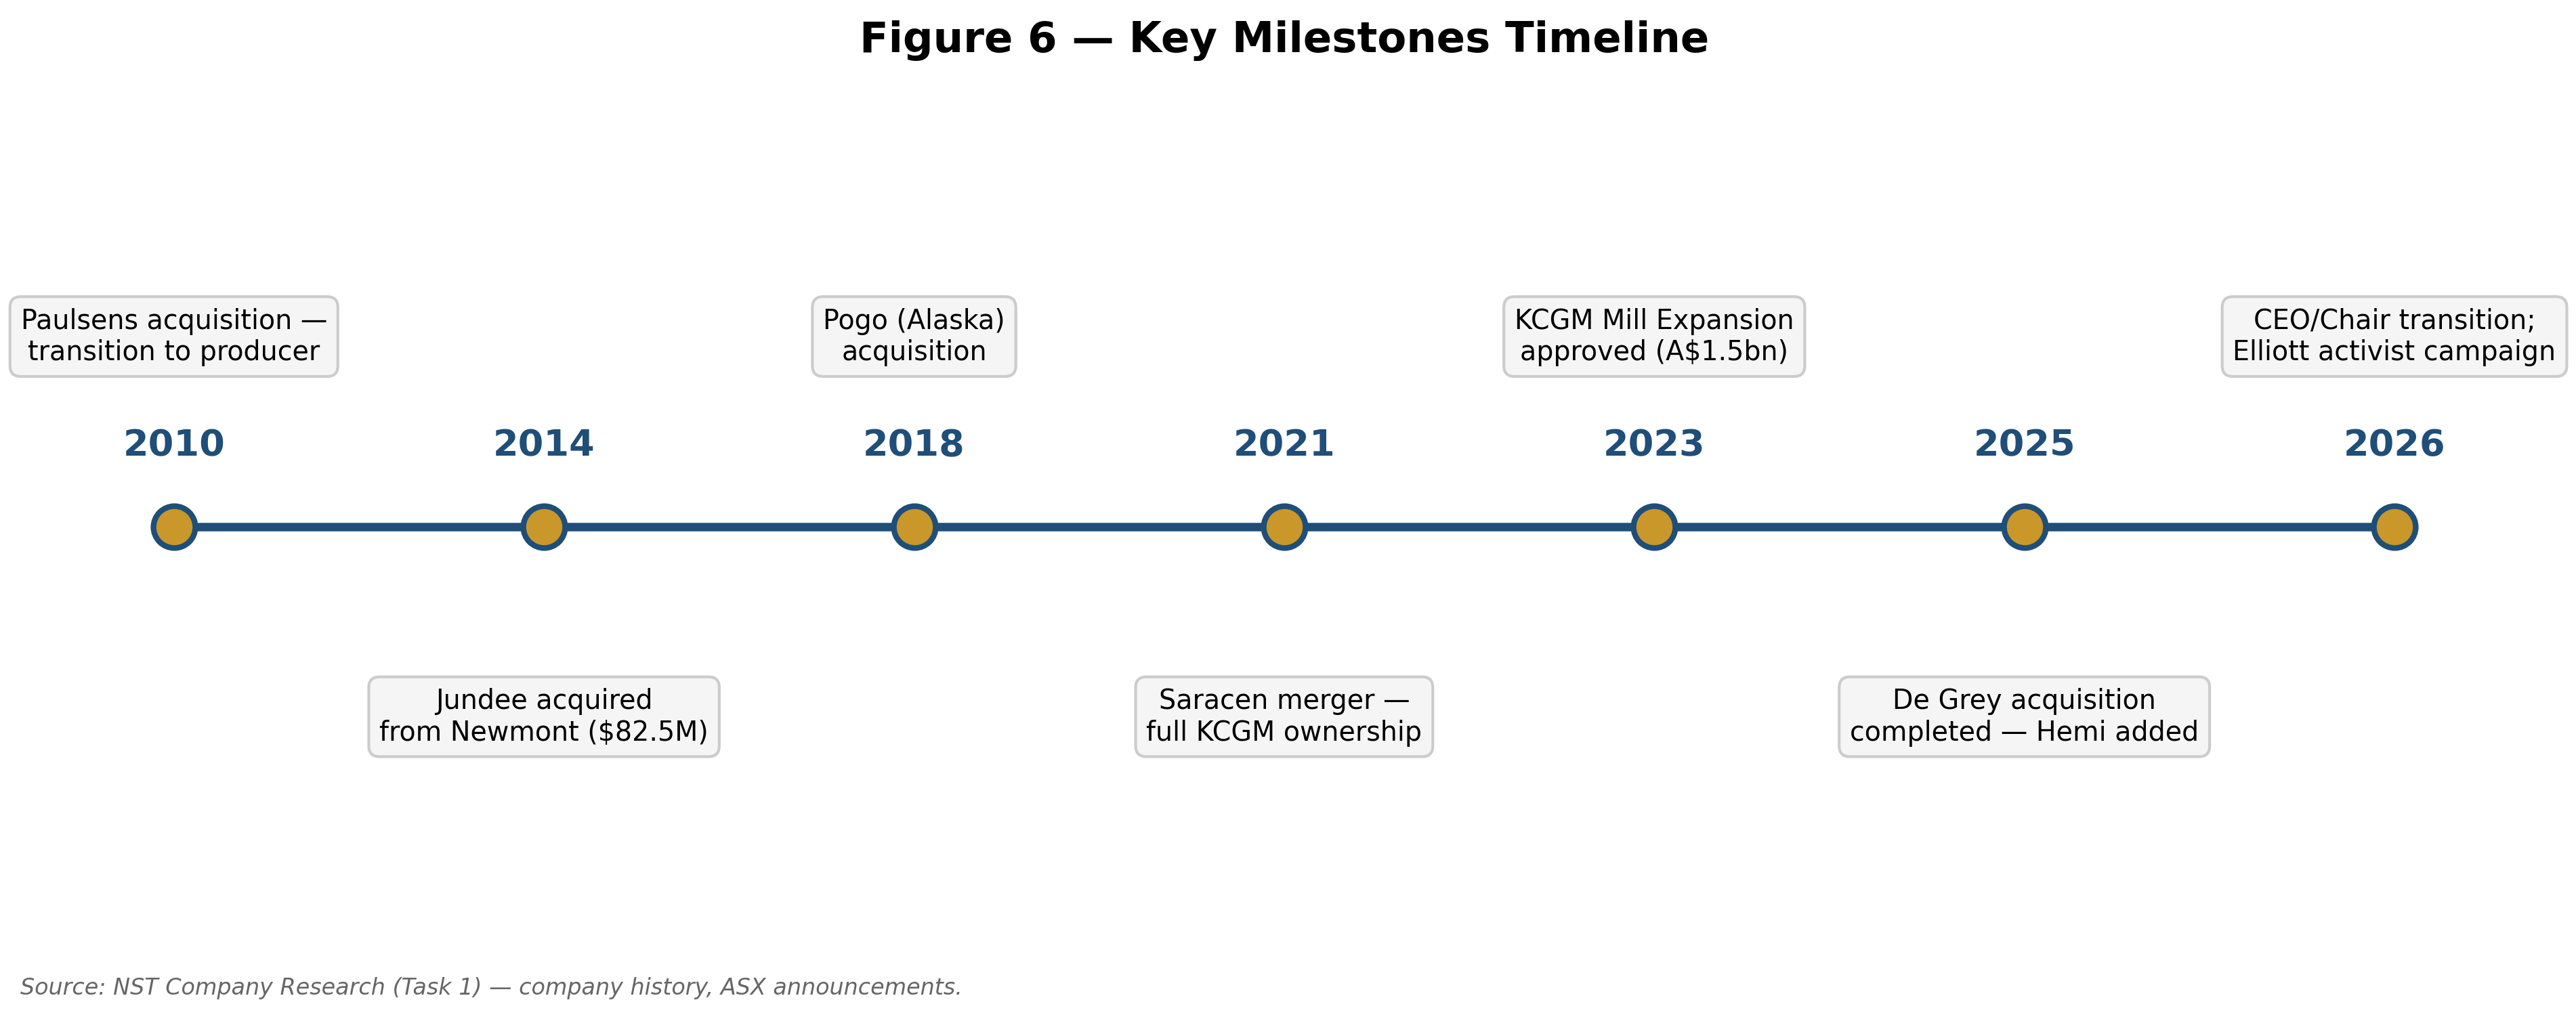 Figure 6 — Key Milestones Timeline
Paulsens acquisition —
transition to producer
Pogo (Alaska)
acquisition
KCGM Mill Expansion
approved (A$1.5bn)
CEO/Chair transition;
Elliott activist campaign
2010
2014
2018
2021
2023
2025
2026
Jundee acquired
from Newmont ($82.5M)
Saracen merger —
full KCGM ownership
De Grey acquisition
completed — Hemi added
Source: NST Company Research (Task 1) — company history, ASX announcements.